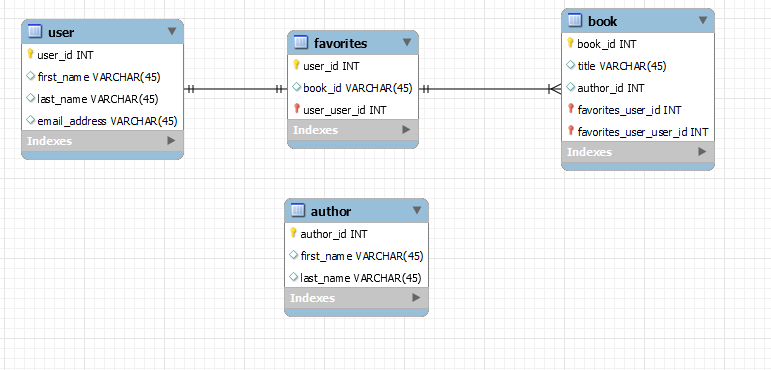 user
user_id INT
first_name VARCHAR(45)
last_name VARCHAR(45)
email_address VARCHAR(45)
Indexes
favorites
user_id INT
book_id VARCHAR(45)
user_user_id INT
Indexes
book
book_id INT
title VARCHAR(45)
author_id INT
favorites_user_id INT
favorites_user_user_id INT
Indexes
author
author_id INT
first_name VARCHAR(45)
last_name VARCHAR(45)
Indexes